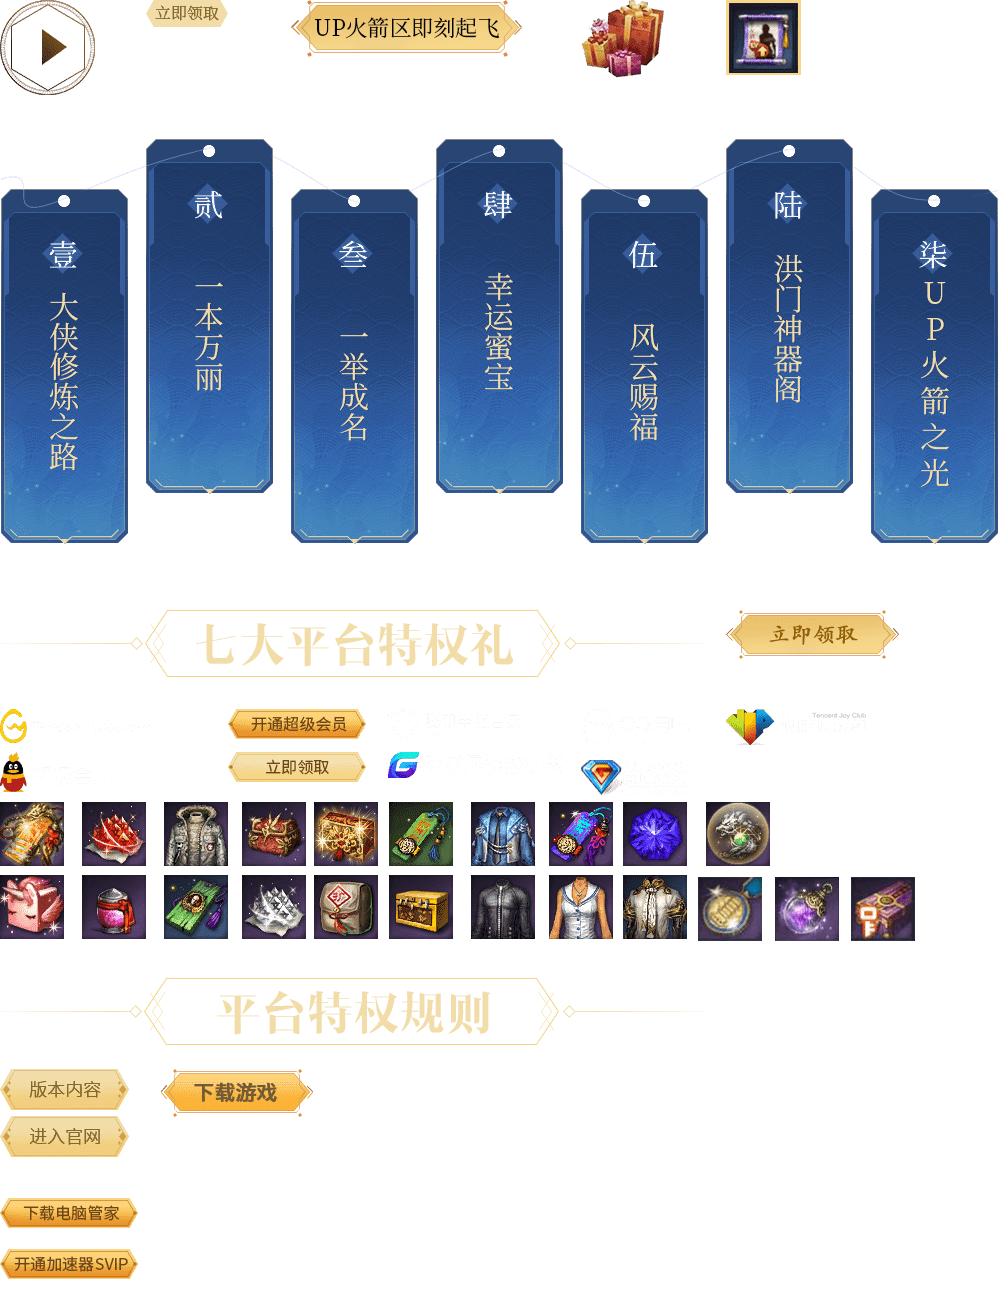 立即领取
UP火箭区即刻起飞
壹
大侠修炼之路
贰
一本万丽
叁
一举成名
肆
幸运蜜宝
伍
风云赐福
陆
洪门神器阁
柒
UP火箭之光
七大平台特权礼
立即领取
开通超级会员
Tencent Joy Club
立即领取
平台特权规则
版本内容
下载游戏
进入官网
下载电脑管家
开通加速器SVIP